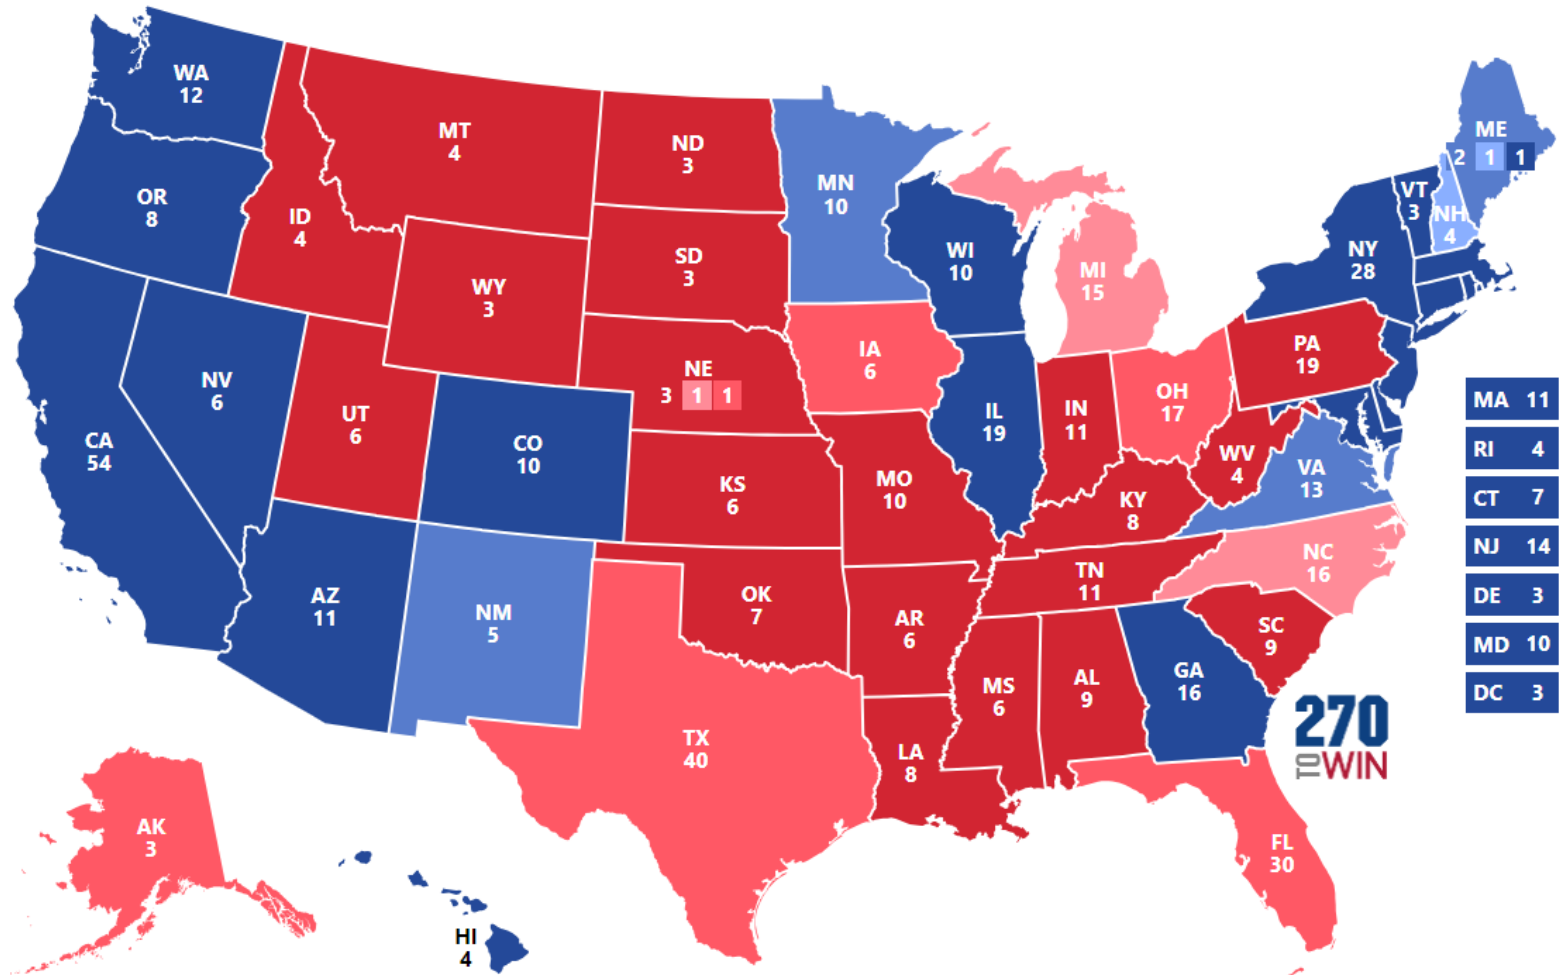 WA
12
MT
4
ND
3
ME
2 1 1
OR
8
ID
4
MN
10
VT
3
NH
4
WI
10
NY
28
SD
3
MI
15
WY
3
PA
19
IA
6
NE
3 1 1
NV
6
UT
6
OH
17
IN
11
IL
19
CA
54
CO
10
WV
4
VA
13
KS
6
MO
10
KY
8
MA 11
RI 4
CT 7
NJ 14
DE 3
MD 10
DC 3
NC
16
TN
11
AZ
11
NM
5
OK
7
AR
6
SC
9
GA
16
MS
6
AL
9
270
TO WIN
TX
40
LA
8
AK
3
FL
30
HI
4